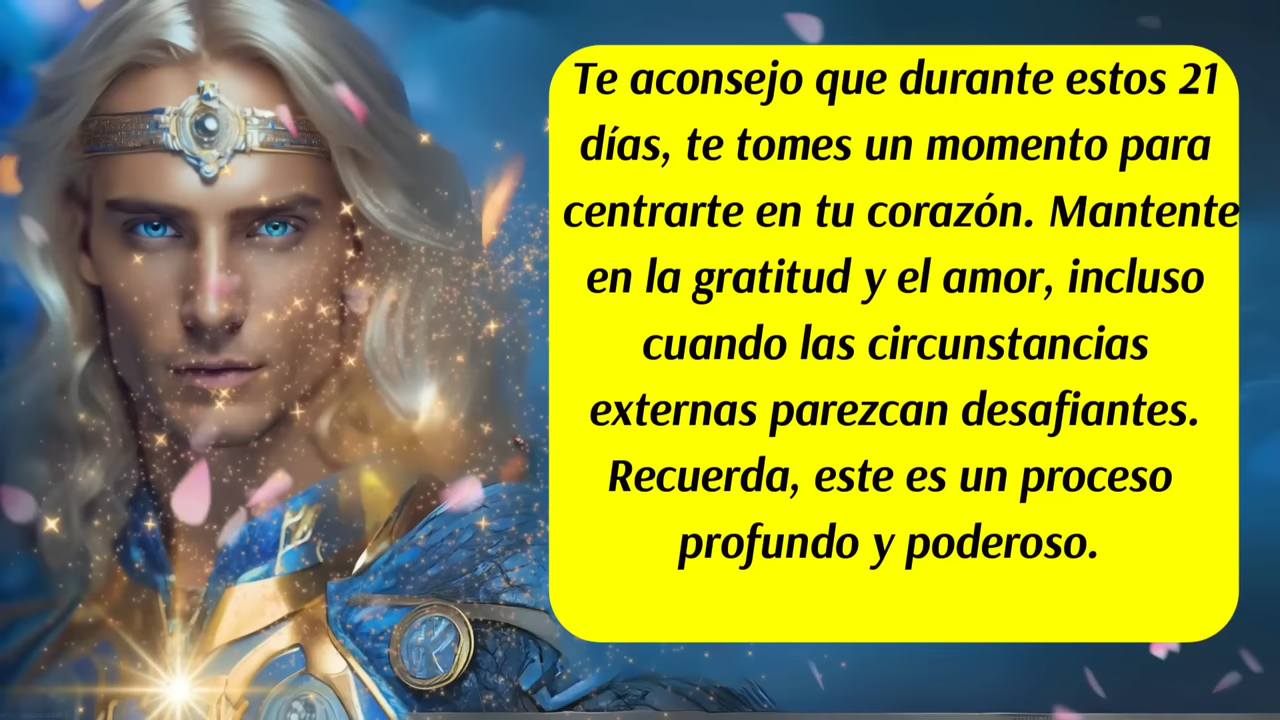 Te aconsejo que durante estos 21
días, te tomes un momento para
centrarte en tu corazón. Mantente
en la gratitud y el amor, incluso
cuando las circunstancias
externas parezcan desafiantes.
Recuerda, este es un proceso
profundo y poderoso.